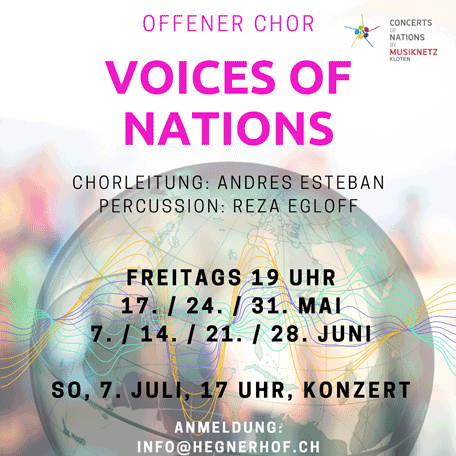 OFFENER CHOR
CONCERTS
OF
NATIONS
BY
MUSIKNETZ
KLOTEN
VOICES OF
NATIONS
CHORLEITUNG: ANDRES ESTEBAN
PERCUSSION: REZA EGLOFF
FREITAGS 19 UHR
17. / 24. / 31. MAI
7. / 14. / 21. / 28. JUNI
SO, 7. JULI, 17 UHR, KONZERT
ANMELDUNG:
INFO@HEGNERHOF.CH